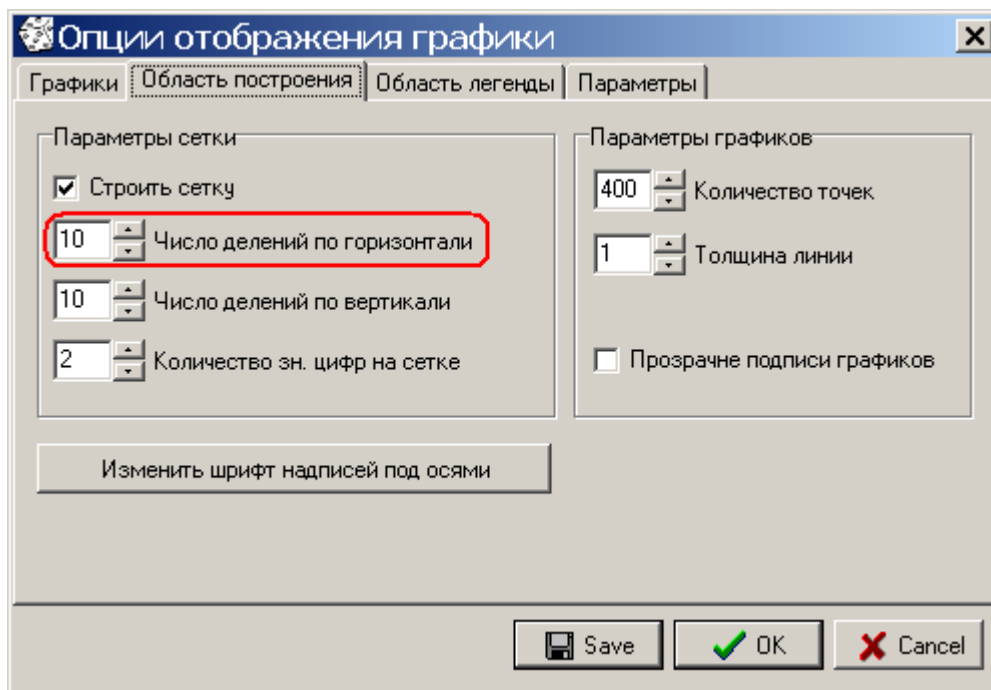 Опции отображения графики
Графики Область построения Область легенды Параметры
Параметры сетки
Строить сетку
10 Число делений по горизонтали
10 Число делений по вертикали
2 Количество зн. цифр на сетке
Параметры графиков
400 Количество точек
1 Толщина линии
Прозрачне подписи графиков
Изменить шрифт надписей под осями
Save OK Cancel